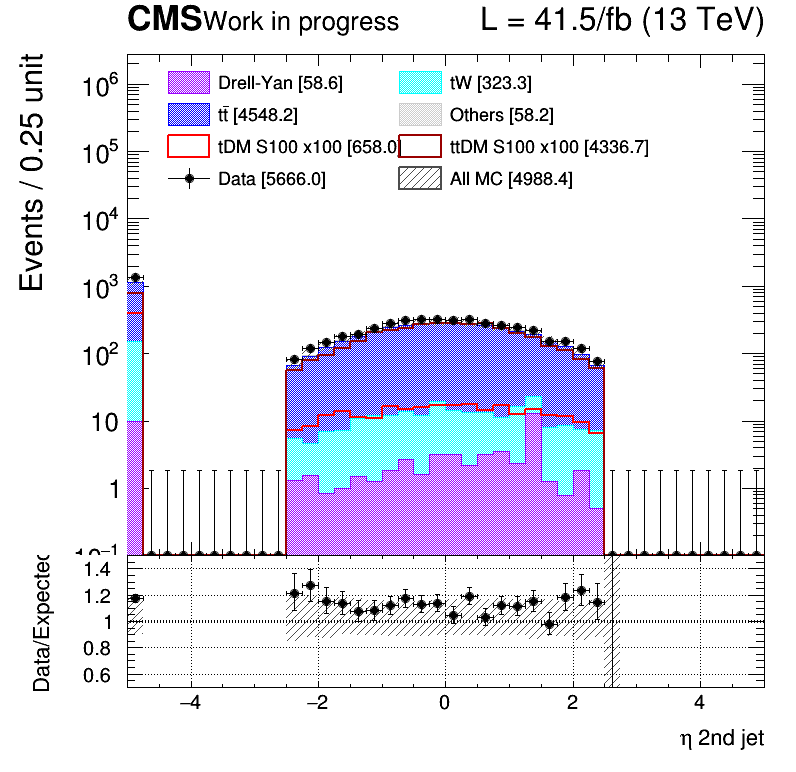 CMS Work in progress L = 41.5/fb (13 TeV)
Events / 0.25 unit
10⁶
10⁵
10⁴
10³
10²
10
1
10⁻¹
Drell-Yan [58.6] tW [323.3]
tt̄ [4548.2] Others [58.2]
tDM S100 x100 [658.0] ttDM S100 x100 [4336.7]
Data [5666.0] All MC [4988.4]
Data/Expected
1.4
1.2
1
0.8
0.6
−4 −2 0 2 4
η 2nd jet